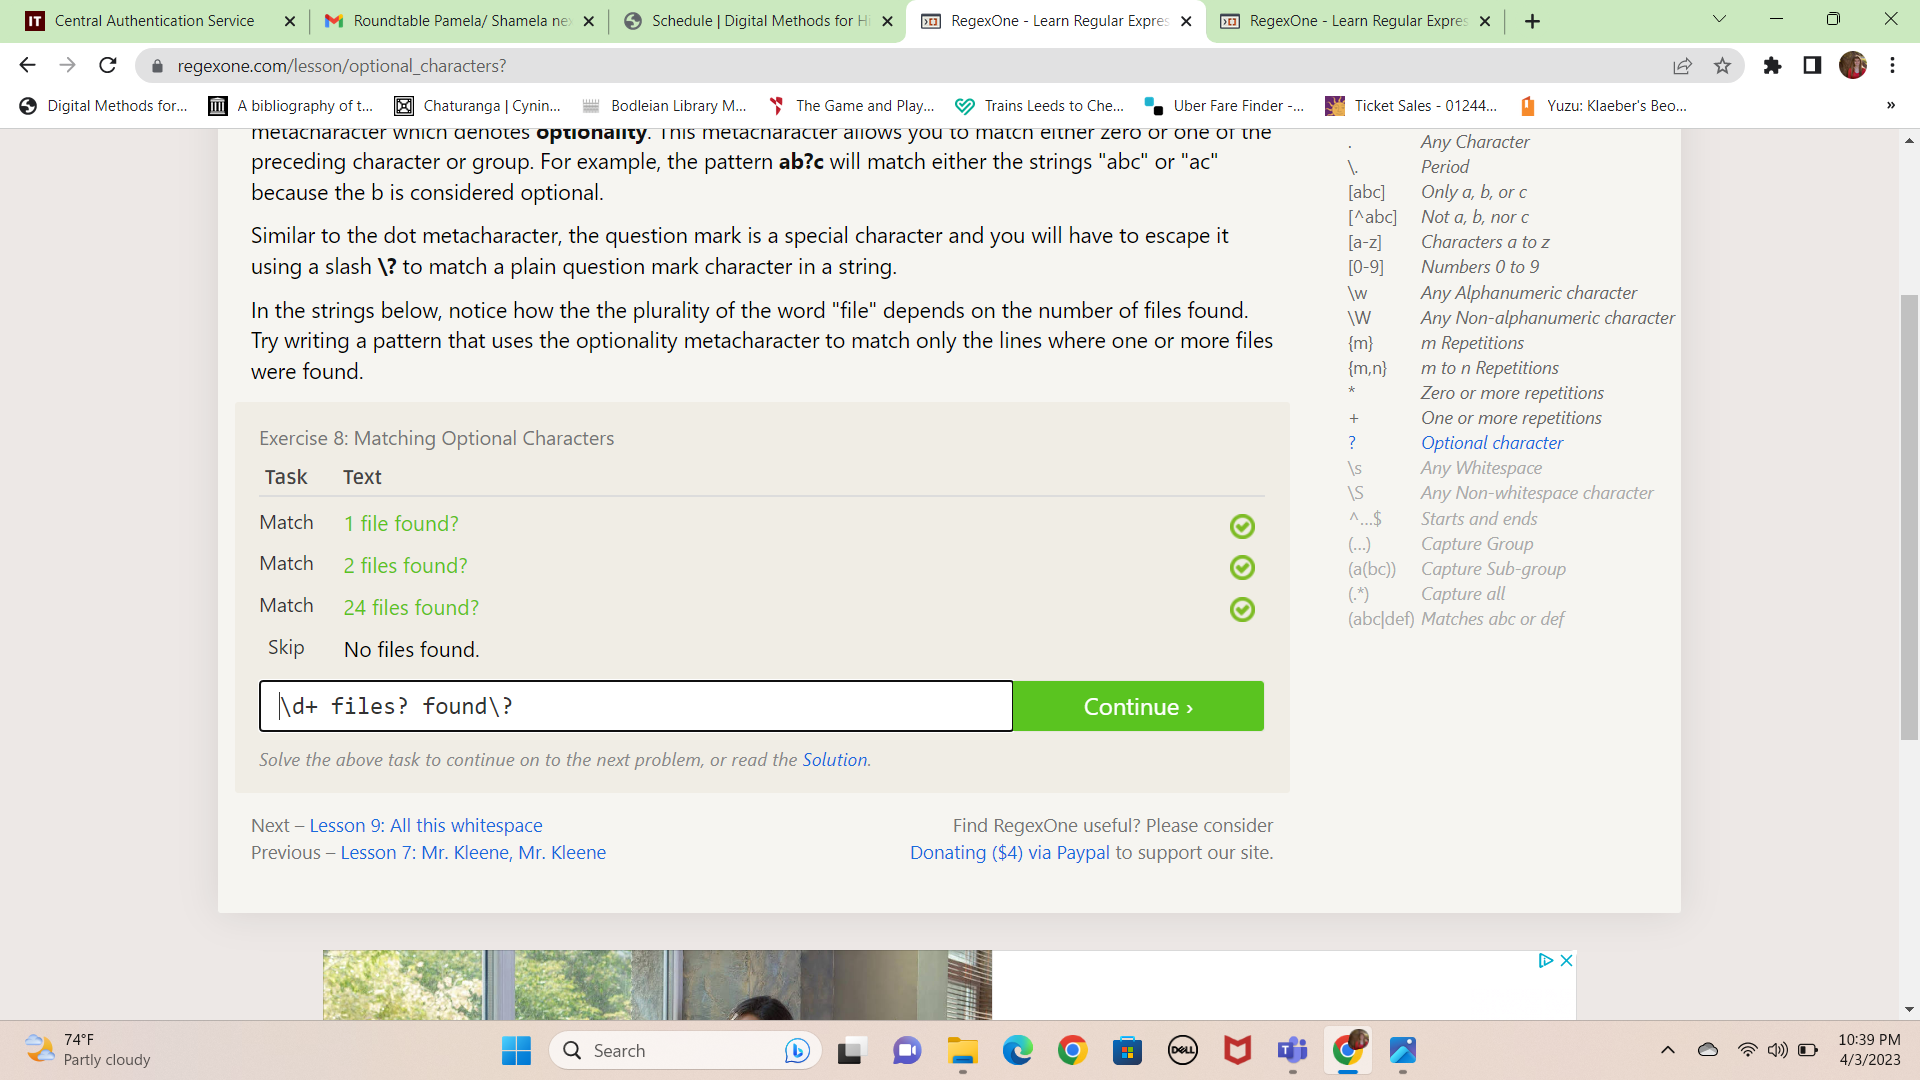 Central Authentication Service
Roundtable Pamela/ Shamela ne
Schedule | Digital Methods for Hi
RegexOne - Learn Regular Expres
RegexOne - Learn Regular Expres
regexone.com/lesson/optional_characters?
Digital Methods for...
A bibliography of t...
Chaturanga | Cynin...
Bodleian Library M...
The Game and Play...
Trains Leeds to Che...
Uber Fare Finder -...
Ticket Sales - 01244...
Yuzu: Klaeber's Beo...
»
metacharacter which denotes optionality. This metacharacter allows you to match either zero or one of the
preceding character or group. For example, the pattern ab?c will match either the strings "abc" or "ac"
because the b is considered optional.
Similar to the dot metacharacter, the question mark is a special character and you will have to escape it
using a slash \? to match a plain question mark character in a string.
In the strings below, notice how the the plurality of the word "file" depends on the number of files found.
Try writing a pattern that uses the optionality metacharacter to match only the lines where one or more files
were found.
Exercise 8: Matching Optional Characters
Task Text
Match 1 file found?
Match 2 files found?
Match 24 files found?
Skip No files found.
\d+ files? found\?
Continue ›
Solve the above task to continue on to the next problem, or read the Solution.
Next – Lesson 9: All this whitespace
Previous – Lesson 7: Mr. Kleene, Mr. Kleene
Find RegexOne useful? Please consider
Donating ($4) via Paypal to support our site.
. Any Character
\. Period
[abc] Only a, b, or c
[^abc] Not a, b, nor c
[a-z] Characters a to z
[0-9] Numbers 0 to 9
\w Any Alphanumeric character
\W Any Non-alphanumeric character
{m} m Repetitions
{m,n} m to n Repetitions
* Zero or more repetitions
+ One or more repetitions
? Optional character
\s Any Whitespace
\S Any Non-whitespace character
^...$ Starts and ends
(...) Capture Group
(a(bc)) Capture Sub-group
(.*) Capture all
(abc|def) Matches abc or def
74°F
Partly cloudy
Search
DELL
10:39 PM
4/3/2023